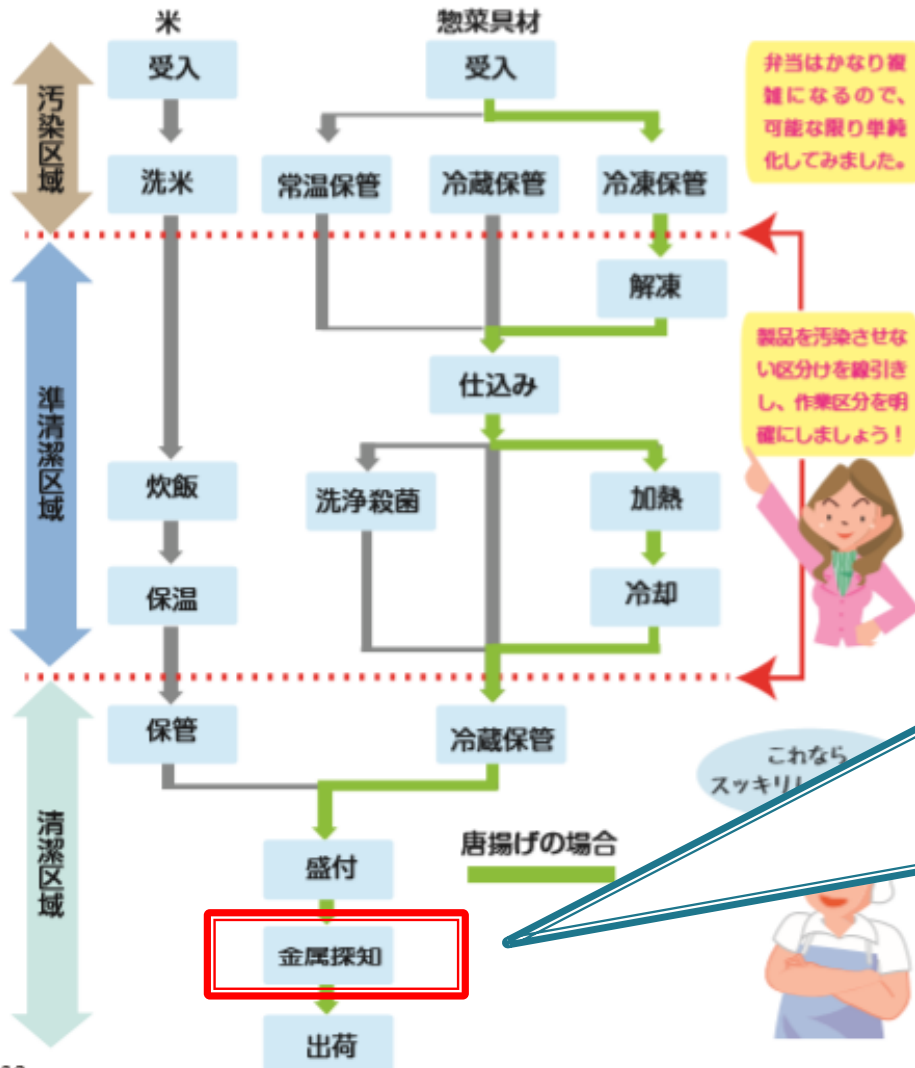 米
惣菜具材
受入
受入
弁当はかなり複
雑になるので、
可能な限り単純
化してみました。
汚染区域
洗米
常温保管
冷蔵保管
冷凍保管
解凍
製品を汚染させな
い区分けを線引き
し、作業区分を明
確にしましょう！
仕込み
準清潔区域
炊飯
洗浄殺菌
加熱
保温
冷却
保管
冷蔵保管
これなら
スッキリし
清潔区域
唐揚げの場合
盛付
金属探知
出荷